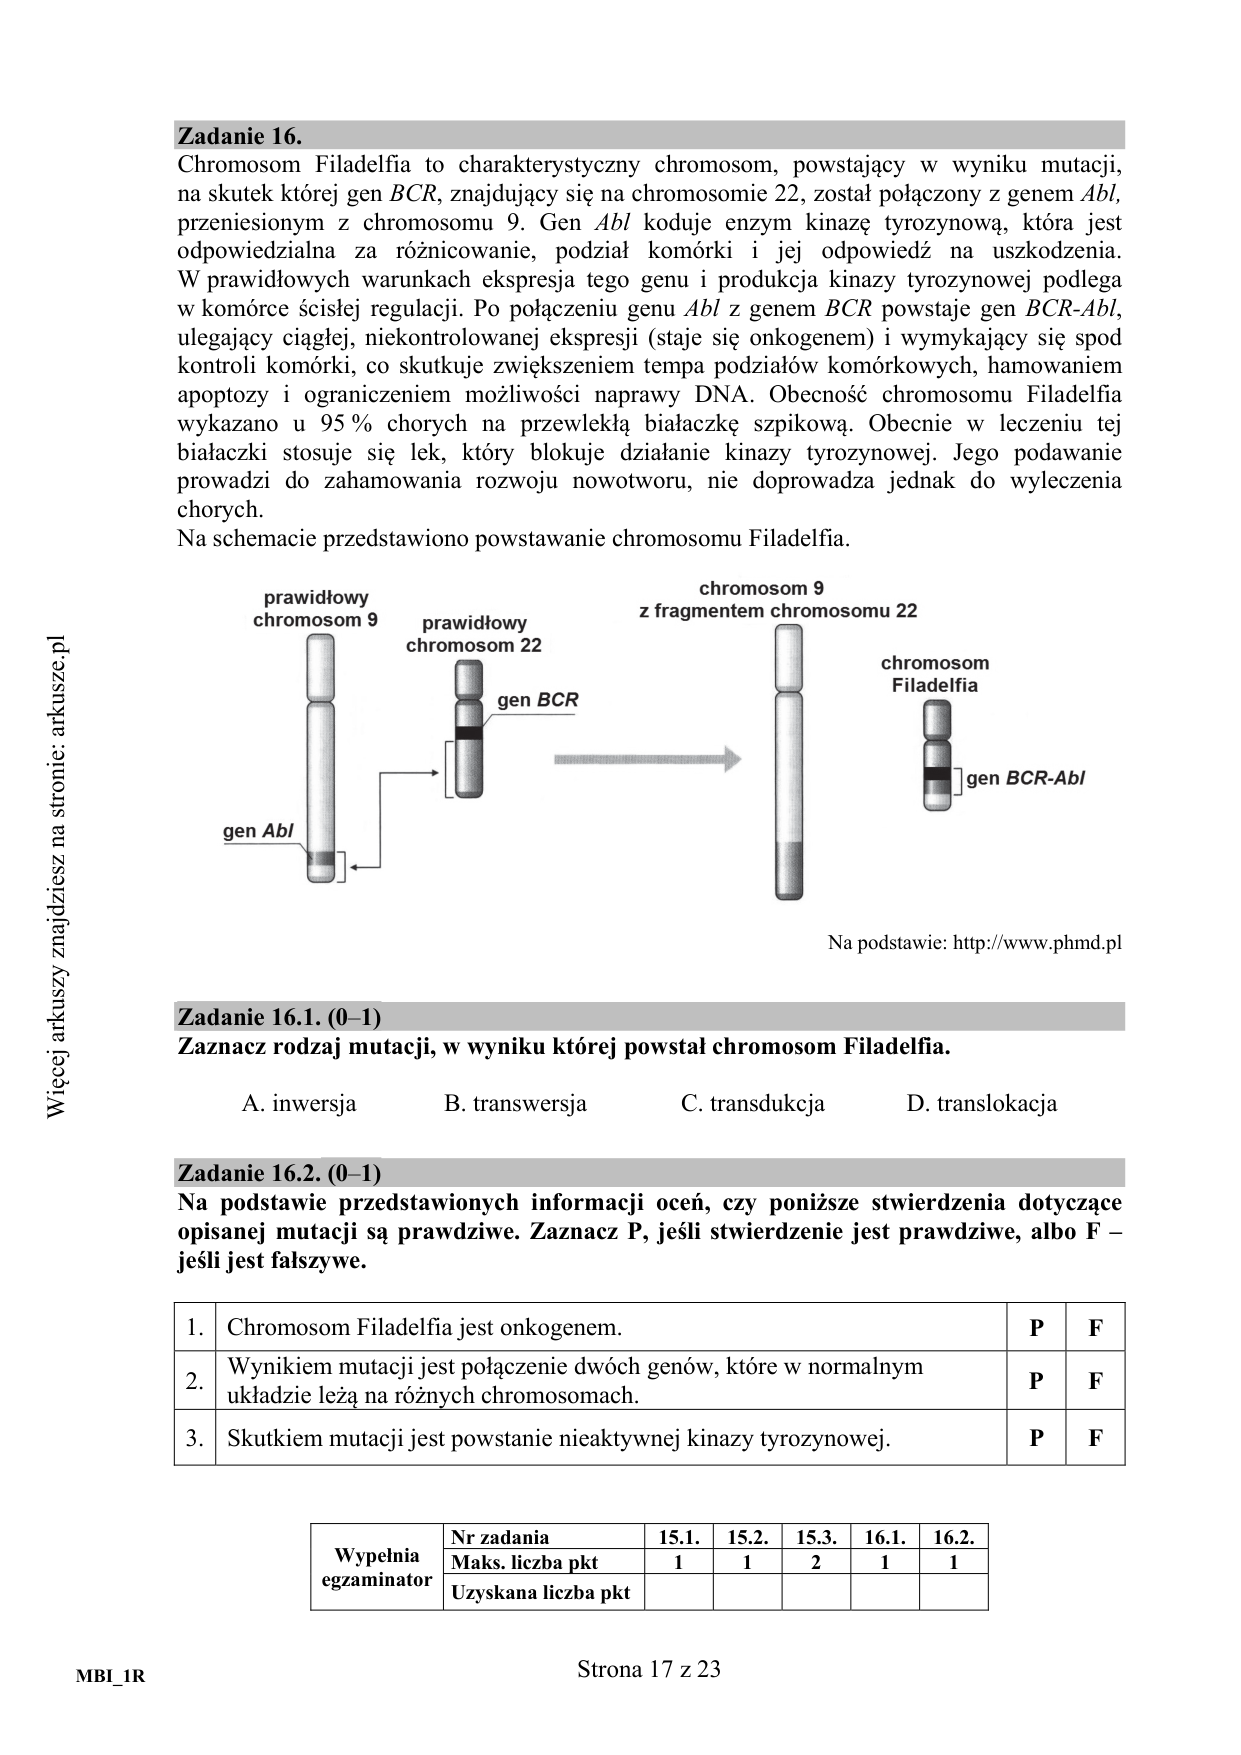 Zadanie 16.
Chromosom Filadelfia to charakterystyczny chromosom, powstający w wyniku mutacji,
na skutek której gen BCR, znajdujący się na chromosomie 22, został połączony z genem Abl,
przeniesionym z chromosomu 9. Gen Abl koduje enzym kinazę tyrozynową, która jest
odpowiedzialna za różnicowanie, podział komórki i jej odpowiedź na uszkodzenia.
W prawidłowych warunkach ekspresja tego genu i produkcja kinazy tyrozynowej podlega
w komórce ścisłej regulacji. Po połączeniu genu Abl z genem BCR powstaje gen BCR-Abl,
ulegający ciągłej, niekontrolowanej ekspresji (staje się onkogenem) i wymykający się spod
kontroli komórki, co skutkuje zwiększeniem tempa podziałów komórkowych, hamowaniem
apoptozy i ograniczeniem możliwości naprawy DNA. Obecność chromosomu Filadelfia
wykazano u 95 % chorych na przewlekłą białaczkę szpikową. Obecnie w leczeniu tej
białaczki stosuje się lek, który blokuje działanie kinazy tyrozynowej. Jego podawanie
prowadzi do zahamowania rozwoju nowotworu, nie doprowadza jednak do wyleczenia
chorych.
Na schemacie przedstawiono powstawanie chromosomu Filadelfia.
prawidłowy
chromosom 9
prawidłowy
chromosom 22
gen BCR
gen Abl
chromosom 9
z fragmentem chromosomu 22
chromosom
Filadelfia
gen BCR-Abl
Na podstawie: http://www.phmd.pl
Zadanie 16.1. (0–1)
Zaznacz rodzaj mutacji, w wyniku której powstał chromosom Filadelfia.
A. inwersja B. transwersja C. transdukcja D. translokacja
Zadanie 16.2. (0–1)
Na podstawie przedstawionych informacji oceń, czy poniższe stwierdzenia dotyczące
opisanej mutacji są prawdziwe. Zaznacz P, jeśli stwierdzenie jest prawdziwe, albo F –
jeśli jest fałszywe.
1. Chromosom Filadelfia jest onkogenem. P F
2. Wynikiem mutacji jest połączenie dwóch genów, które w normalnym
układzie leżą na różnych chromosomach. P F
3. Skutkiem mutacji jest powstanie nieaktywnej kinazy tyrozynowej. P F
Wypełnia
egzaminator
Nr zadania 15.1. 15.2. 15.3. 16.1. 16.2.
Maks. liczba pkt 1 1 2 1 1
Uzyskana liczba pkt
MBI_1R
Strona 17 z 23
Więcej arkuszy znajdziesz na stronie: arkusze.pl